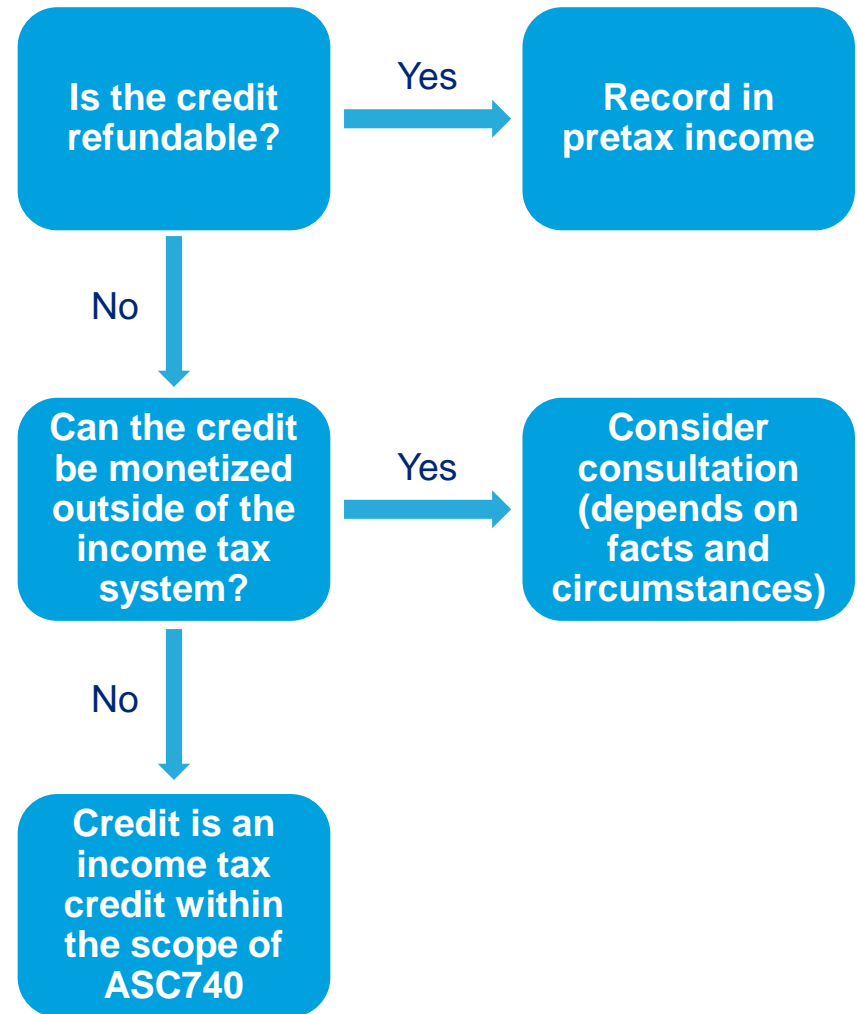 Is the credit
refundable?
Yes
Record in
pretax income
No
Can the credit
be monetized
outside of the
income tax
system?
Yes
Consider
consultation
(depends on
facts and
circumstances)
No
Credit is an
income tax
credit within
the scope of
ASC740